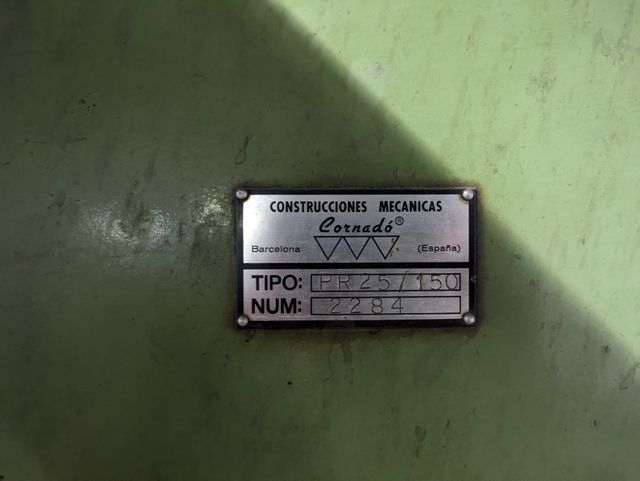 CONSTRUCCIONES MECANICAS
Cornadó®
Barcelona (España)
TIPO: PR25/150
NUM: 2284